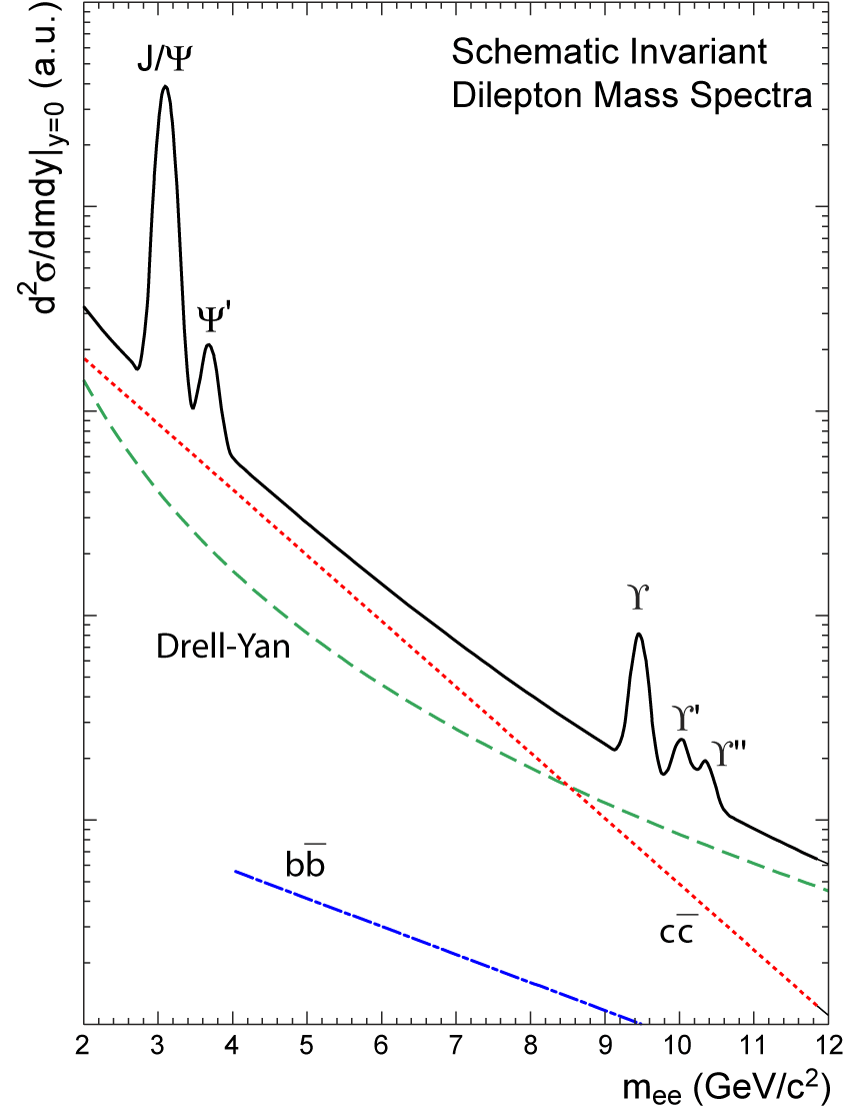 Schematic Invariant
Dilepton Mass Spectra
d²σ/dmdy|y=0 (a.u.)
J/Ψ
Ψ'
ϒ
ϒ'
ϒ"
Drell-Yan
bb̅
cc̅
2 3 4 5 6 7 8 9 10 11 12
mee (GeV/c²)